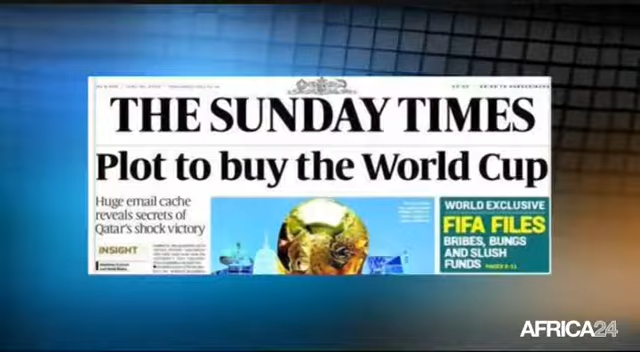 THE SUNDAY TIMES
Plot to buy the World Cup
Huge email cache
reveals secrets of
Qatar's shock victory
INSIGHT
WORLD EXCLUSIVE
FIFA FILES
BRIBES, BUNGS
AND SLUSH
FUNDS
AFRICA24